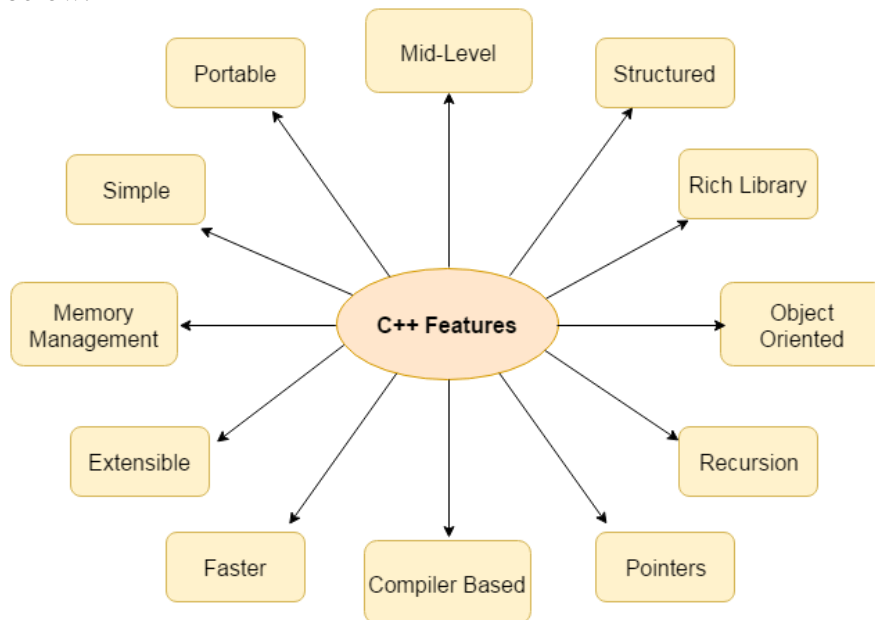 Mid-Level
Portable
Structured
Simple
Rich Library
Memory
Management
C++ Features
Object
Oriented
Extensible
Recursion
Faster
Compiler Based
Pointers